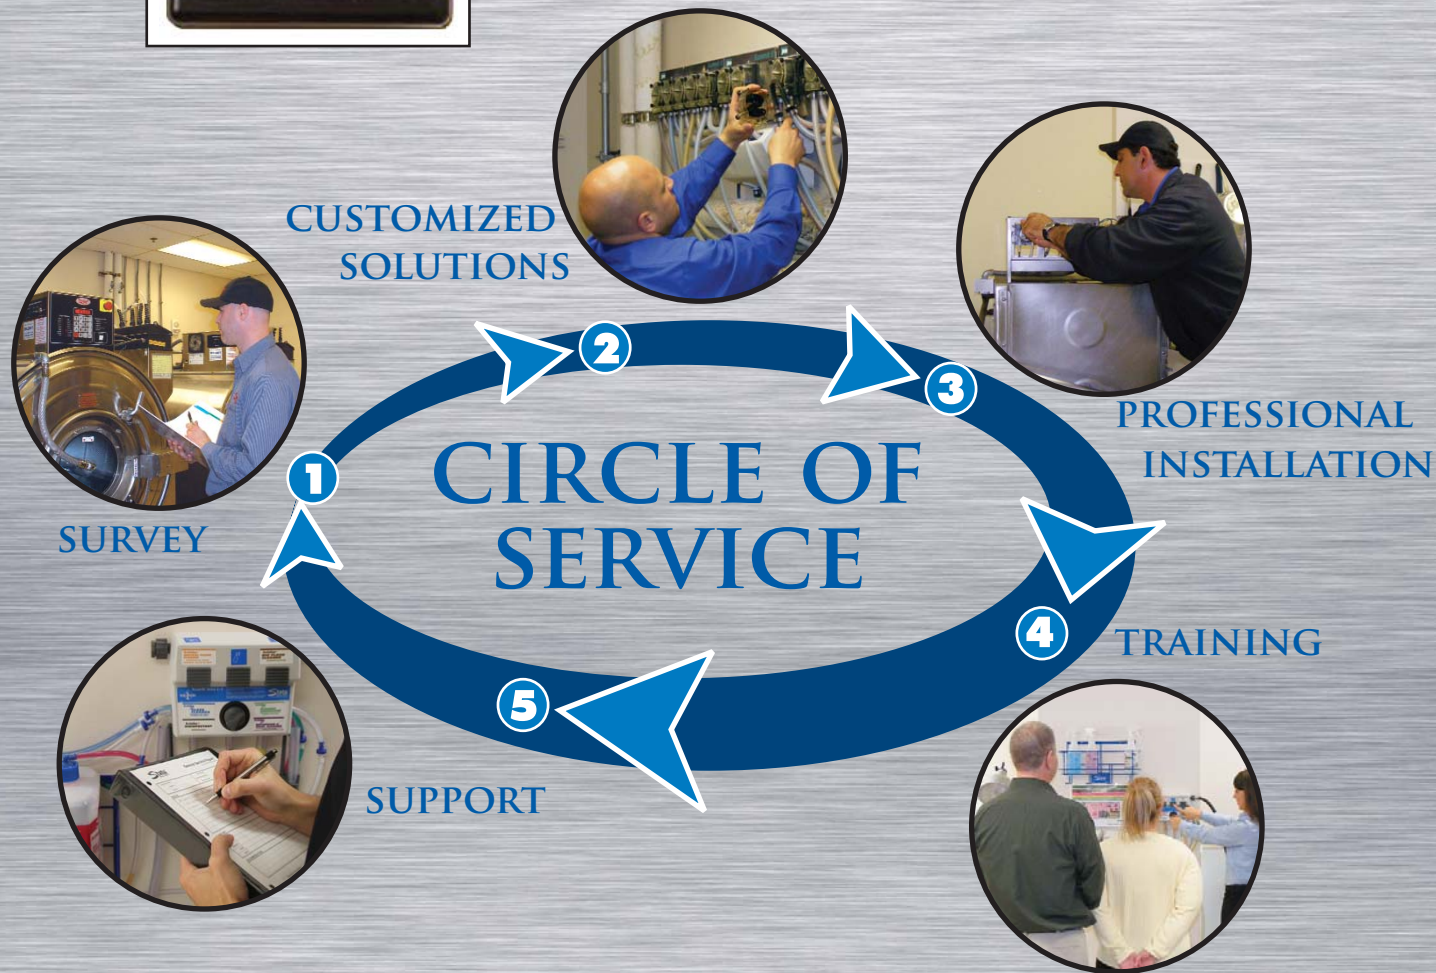 CUSTOMIZED
SOLUTIONS
PROFESSIONAL
INSTALLATION
SURVEY
1
2
3
CIRCLE OF
SERVICE
4
TRAINING
5
SUPPORT